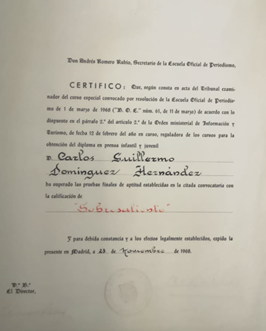 Don Andrés Romero Rubio, Secretario de la Escuela Oficial de Periodismo,
CERTIFICO: Que, según consta en acta del Tribunal exami-
nador del curso especial convocado por resolución de la Escuela Oficial de Periodis-
mo de 1 de marzo de 1968 ("B. O. E." núm. 61, de 11 de marzo) de acuerdo con lo
dispuesto en el párrafo 2.º del artículo 2.º de la Orden ministerial de Información y
Turismo, de fecha 12 de febrero del año en curso, reguladora de los cursos para la
obtención del diploma en prensa infantil y juvenil
D. Carlos Guillermo
Domínguez Hernández
ha superado las pruebas finales de aptitud establecidas en la citada convocatoria con
la calificación de
"Sobresaliente"
Y para debida constancia y a los efectos legalmente establecidos, expido la
presente en Madrid, a 23 de noviembre de 1968.
V.º B.º
El Director,